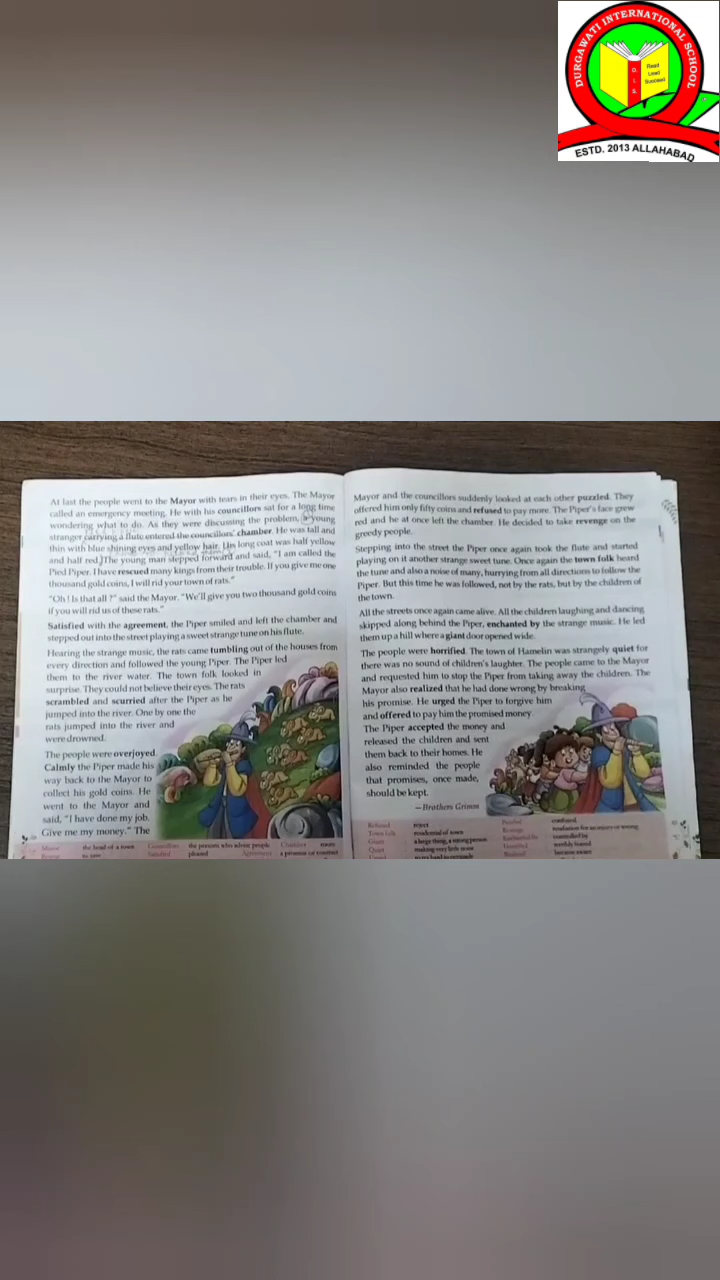 DURGAWATI INTERNATIONAL SCHOOL
D.
I.
S.
Read
Lead
Succeed
ESTD. 2013 ALLAHABAD
At last the people went to the Mayor with tears in their eyes. The Mayor
called an emergency meeting. He with his councillors sat for a long time
wondering what to do. As they were discussing the problem, a young
stranger carrying a flute entered the councillors' chamber. He was tall and
thin with blue shining eyes and yellow hair. His long coat was half yellow
and half red. The young man stepped forward and said, "I am called the
Pied Piper. I have rescued many kings from their trouble. If you give me one
thousand gold coins, I will rid your town of rats."
"Oh ! Is that all ?" said the Mayor. "We'll give you two thousand gold coins
if you will rid us of these rats."
Satisfied with the agreement, the Piper smiled and left the chamber and
stepped out into the street playing a sweet strange tune on his flute.
Hearing the strange music, the rats came tumbling out of the houses from
every direction and followed the young Piper. The Piper led
them to the river water. The town folk looked in
surprise. They could not believe their eyes. The rats
scrambled and scurried after the Piper as he
jumped into the river. One by one the
rats jumped into the river and
were drowned.
The people were overjoyed.
Calmly the Piper made his
way back to the Mayor to
collect his gold coins. He
went to the Mayor and
said, "I have done my job.
Give me my money." The
Mayor the head of a town Councillors the persons who advise people Chamber room
Satisfied pleased Agreement a promise or contract
Mayor and the councillors suddenly looked at each other puzzled. They
offered him only fifty coins and refused to pay more. The Piper's face grew
red and he at once left the chamber. He decided to take revenge on the
greedy people.
Stepping into the street the Piper once again took the flute and started
playing on it another strange sweet tune. Once again the town folk heard
the tune and also a noise of many, hurrying from all directions to follow the
Piper. But this time he was followed, not by the rats, but by the children of
the town.
All the streets once again came alive. All the children laughing and dancing
skipped along behind the Piper, enchanted by the strange music. He led
them up a hill where a giant door opened wide.
The people were horrified. The town of Hamelin was strangely quiet for
there was no sound of children's laughter. The people came to the Mayor
and requested him to stop the Piper from taking away the children. The
Mayor also realized that he had done wrong by breaking
his promise. He urged the Piper to forgive him
and offered to pay him the promised money.
The Piper accepted the money and
released the children and sent
them back to their homes. He
also reminded the people
that promises, once made,
should be kept.
—Brothers Grimm
Refused reject Puzzled confused
Town folk residential of town Revenge retaliation for an injury or wrong
Giant a large thing, a strong person Enchanted by controlled by
Quiet making very little noise Horrified terribly feared
Realized became aware